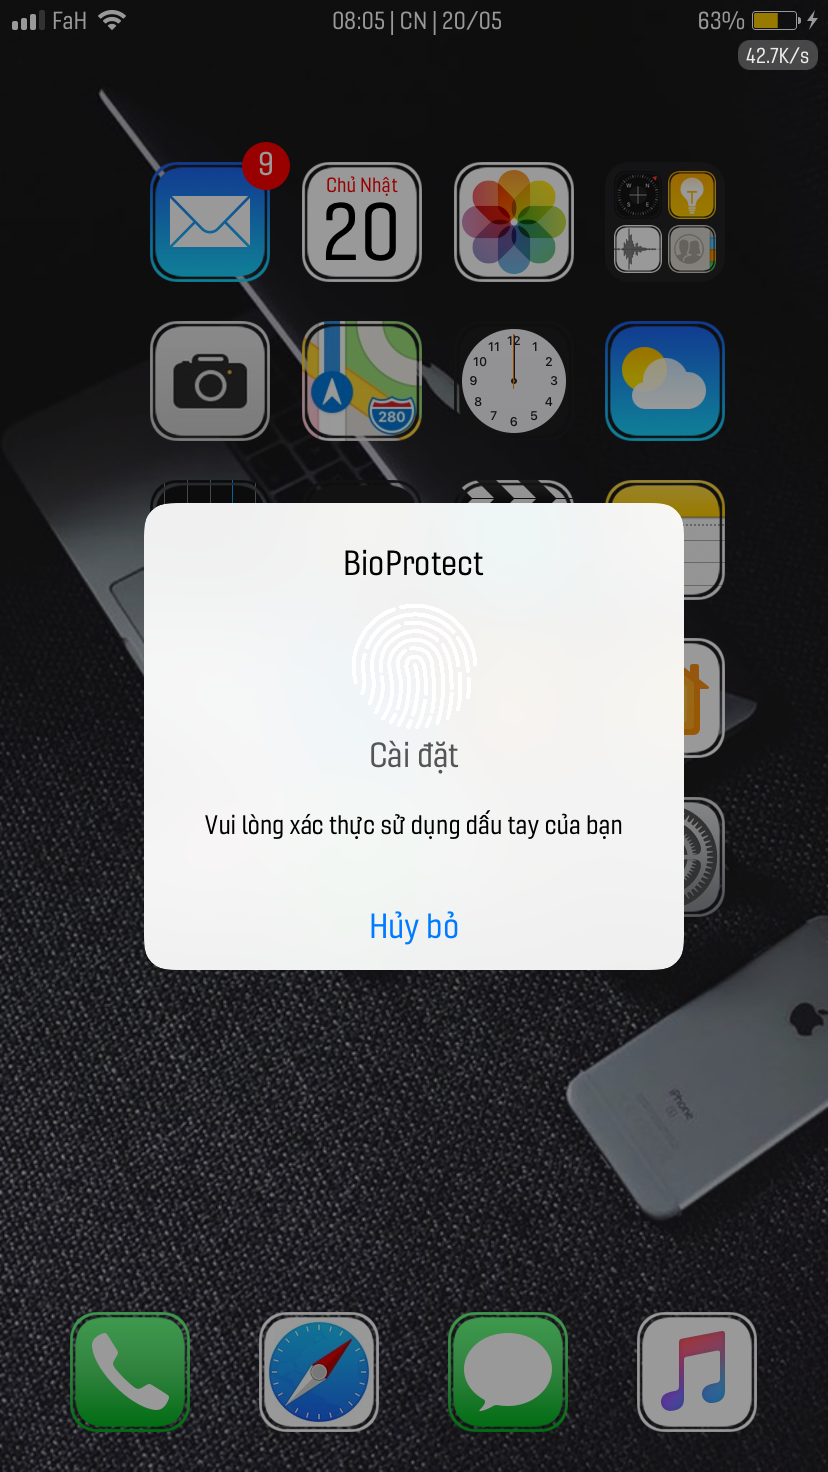 FaH 08:05 | CN | 20/05 63%
42.7K/s
9
Chủ Nhật
20
W N
S E
280
12
11 1
10 2
9 3
8 4
7 5
6
BioProtect
Cài đặt
Vui lòng xác thực sử dụng dấu tay của bạn
Hủy bỏ
iPhone